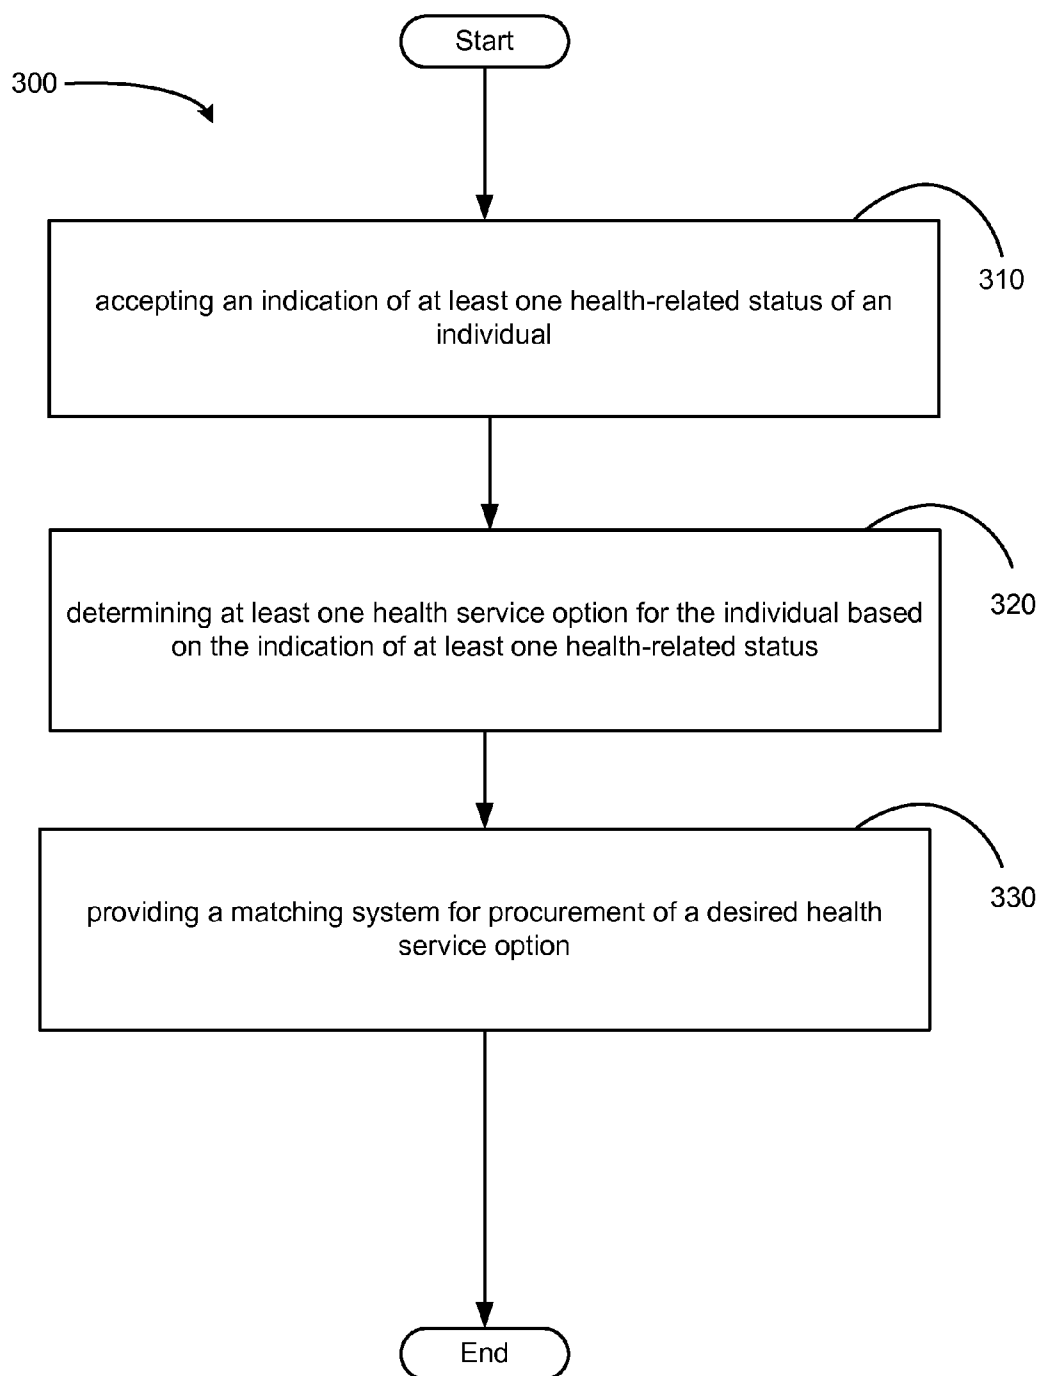 Start
300
310
accepting an indication of at least one health-related status of an
individual
320
determining at least one health service option for the individual based
on the indication of at least one health-related status
330
providing a matching system for procurement of a desired health
service option
End